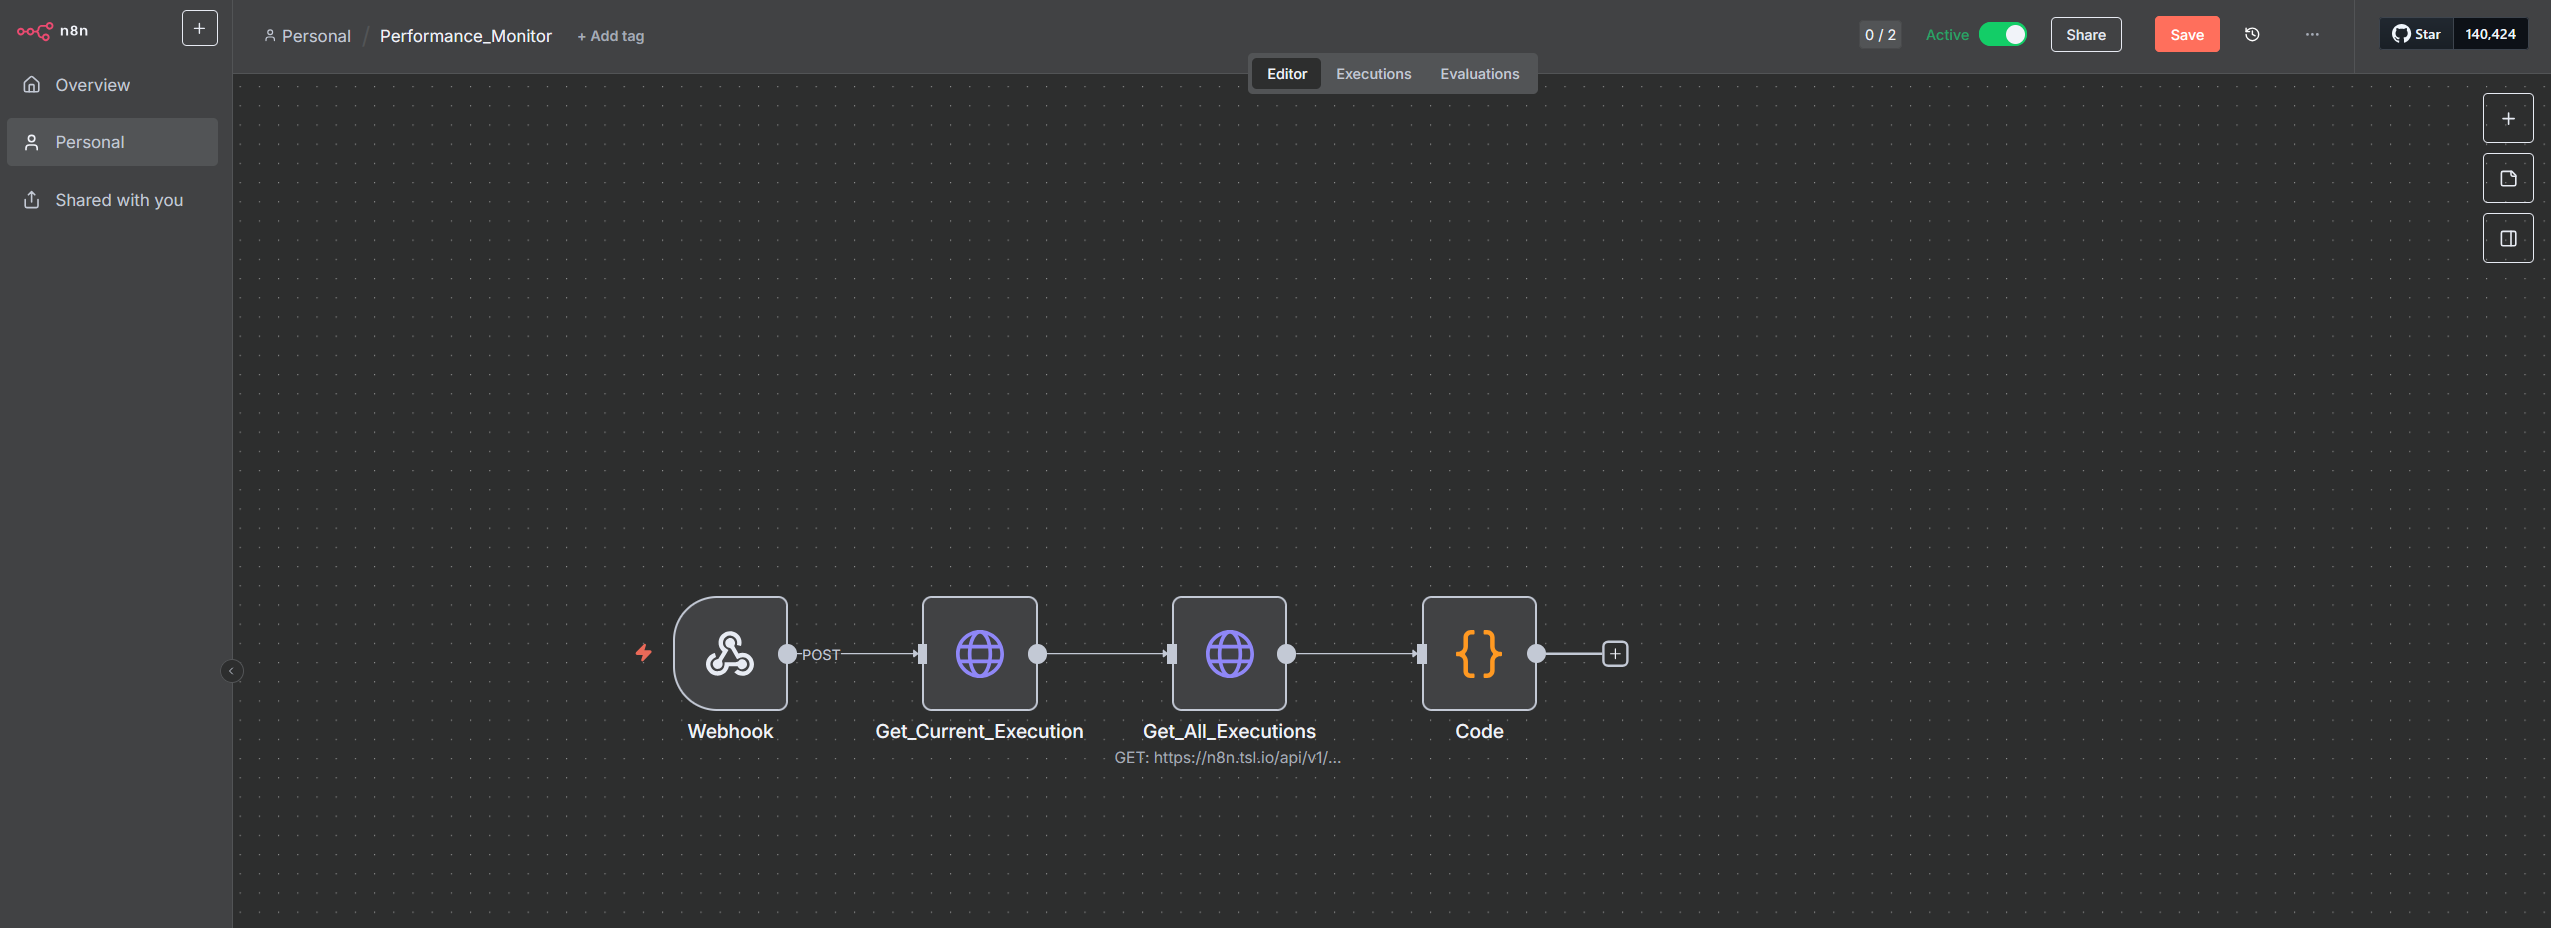 n8n
+
Overview
Personal
Shared with you
Personal / Performance_Monitor + Add tag
0 / 2 Active Share Save ... Star 140,424
Editor Executions Evaluations
POST
Webhook
Get_Current_Execution
Get_All_Executions
GET: https://n8n.tsl.io/api/v1/...
{}
Code